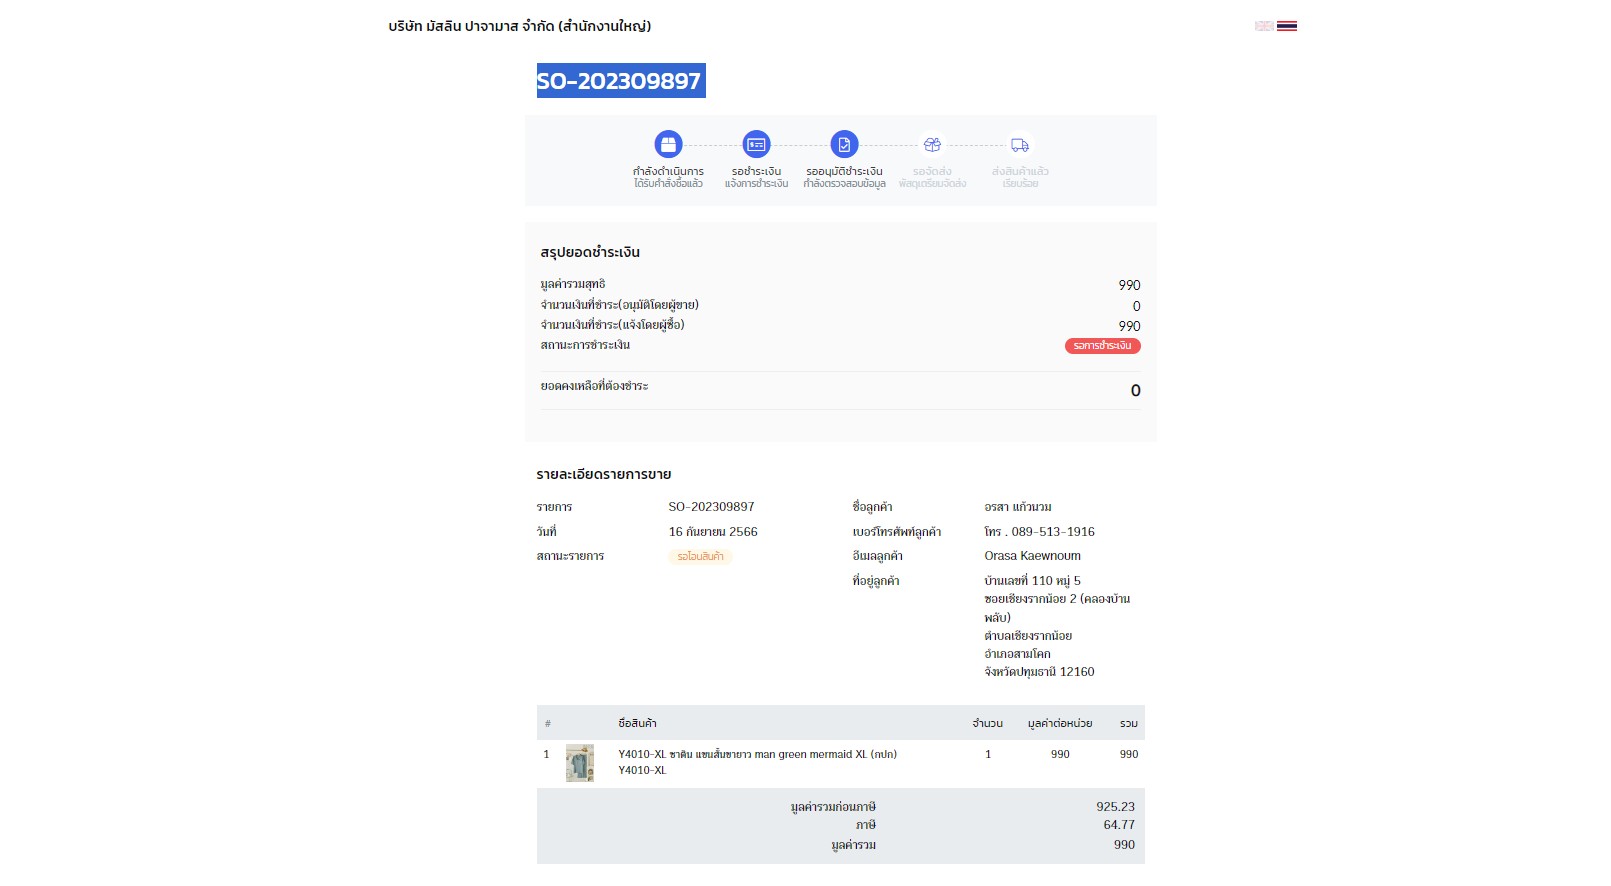 บริษัท มัสลิน ปาจามาส จำกัด (สำนักงานใหญ่)
SO-202309897
กำลังดำเนินการ
ได้รับคำสั่งซื้อแล้ว
รอชำระเงิน
แจ้งการชำระเงิน
รออนุมัติชำระเงิน
กำลังตรวจสอบข้อมูล
รอจัดส่ง
พัสดุเตรียมจัดส่ง
ส่งสินค้าแล้ว
เรียบร้อย
สรุปยอดชำระเงิน
มูลค่ารวมสุทธิ 990
จำนวนเงินที่ชำระ(อนุมัติโดยผู้ขาย) 0
จำนวนเงินที่ชำระ(แจ้งโดยผู้ซื้อ) 990
สถานะการชำระเงิน รอการชำระเงิน
ยอดคงเหลือที่ต้องชำระ 0
รายละเอียดรายการขาย
รายการ SO-202309897
วันที่ 16 กันยายน 2566
สถานะรายการ รอโอนสินค้า
ชื่อลูกค้า อรสา แก้วนวม
เบอร์โทรศัพท์ลูกค้า โทร . 089-513-1916
อีเมลลูกค้า Orasa Kaewnoum
ที่อยู่ลูกค้า บ้านเลขที่ 110 หมู่ 5
ซอยเชียงรากน้อย 2 (คลองบ้าน
พลับ)
ตำบลเชียงรากน้อย
อำเภอสามโคก
จังหวัดปทุมธานี 12160
# ชื่อสินค้า จำนวน มูลค่าต่อหน่วย รวม
1 Y4010-XL ซาติน แขนสั้นขายาว man green mermaid XL (กปก) 1 990 990
Y4010-XL
มูลค่ารวมก่อนภาษี 925.23
ภาษี 64.77
มูลค่ารวม 990